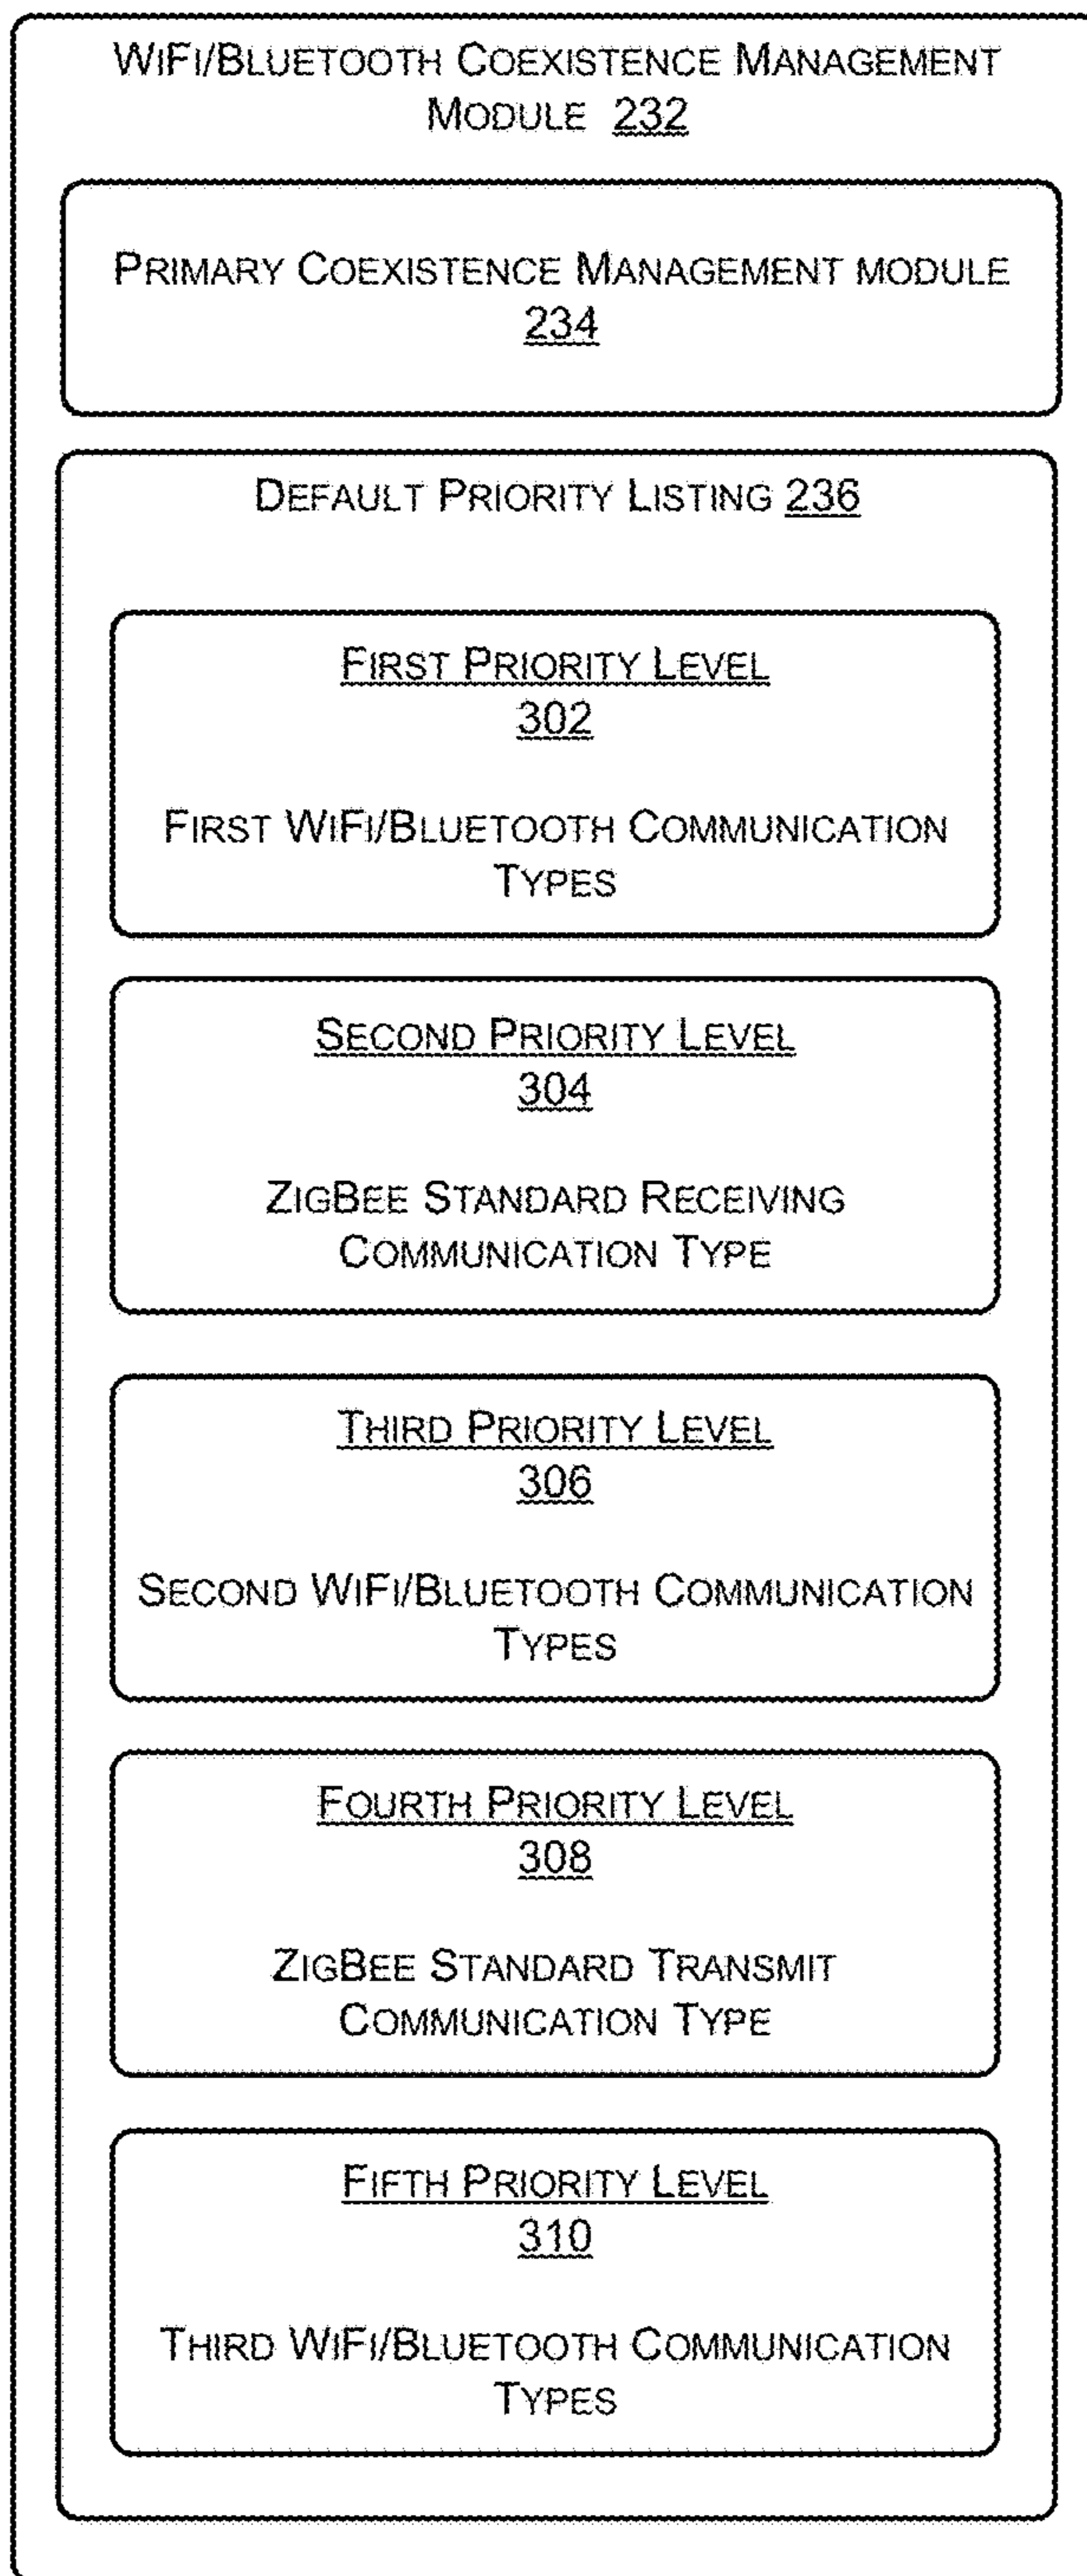 WIFI/BLUETOOTH COEXISTENCE MANAGEMENT
MODULE 232
PRIMARY COEXISTENCE MANAGEMENT MODULE
234
DEFAULT PRIORITY LISTING 236
FIRST PRIORITY LEVEL
302
FIRST WIFI/BLUETOOTH COMMUNICATION
TYPES
SECOND PRIORITY LEVEL
304
ZIGBEE STANDARD RECEIVING
COMMUNICATION TYPE
THIRD PRIORITY LEVEL
306
SECOND WIFI/BLUETOOTH COMMUNICATION
TYPES
FOURTH PRIORITY LEVEL
308
ZIGBEE STANDARD TRANSMIT
COMMUNICATION TYPE
FIFTH PRIORITY LEVEL
310
THIRD WIFI/BLUETOOTH COMMUNICATION
TYPES